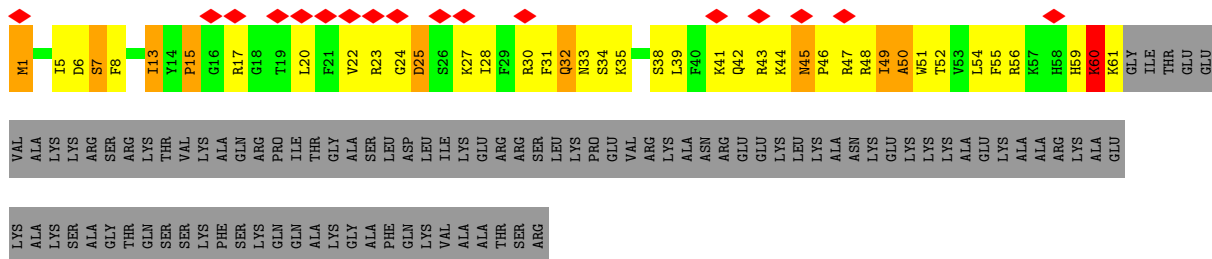 M1 I5 D6 S7 F8 I13 Y14 P15 G16 R17 G18 T19 L20 F21 V22 R23 G24 D25 S26 K27 I28 F29 R30 F31 Q32 N33 S34 K35 S38 L39 F40 K41 Q42 R43 K44 N45 P46 R47 R48 I49 A50 W51 T52 V53 L54 F55 R56 K57 H58 H59 K60 K61 GLY ILE THR GLU GLU
VAL ALA LYS LYS ARG SER ARG LYS THR VAL LYS ALA GLN ARG PRO ILE THR GLY ALA SER LEU ASP LEU ILE LYS GLU ARG ARG SER LEU LYS PRO GLU VAL ARG LYS ALA ASN ARG GLU GLU LYS LEU LYS ALA ASN LYS GLU LYS LYS LYS ALA GLU LYS ALA ALA ARG LYS ALA GLU
LYS ALA LYS SER ALA GLY THR GLN SER SER LYS PHE SER LYS GLN GLN ALA LYS GLY ALA PHE GLN LYS VAL ALA ALA THR SER ARG